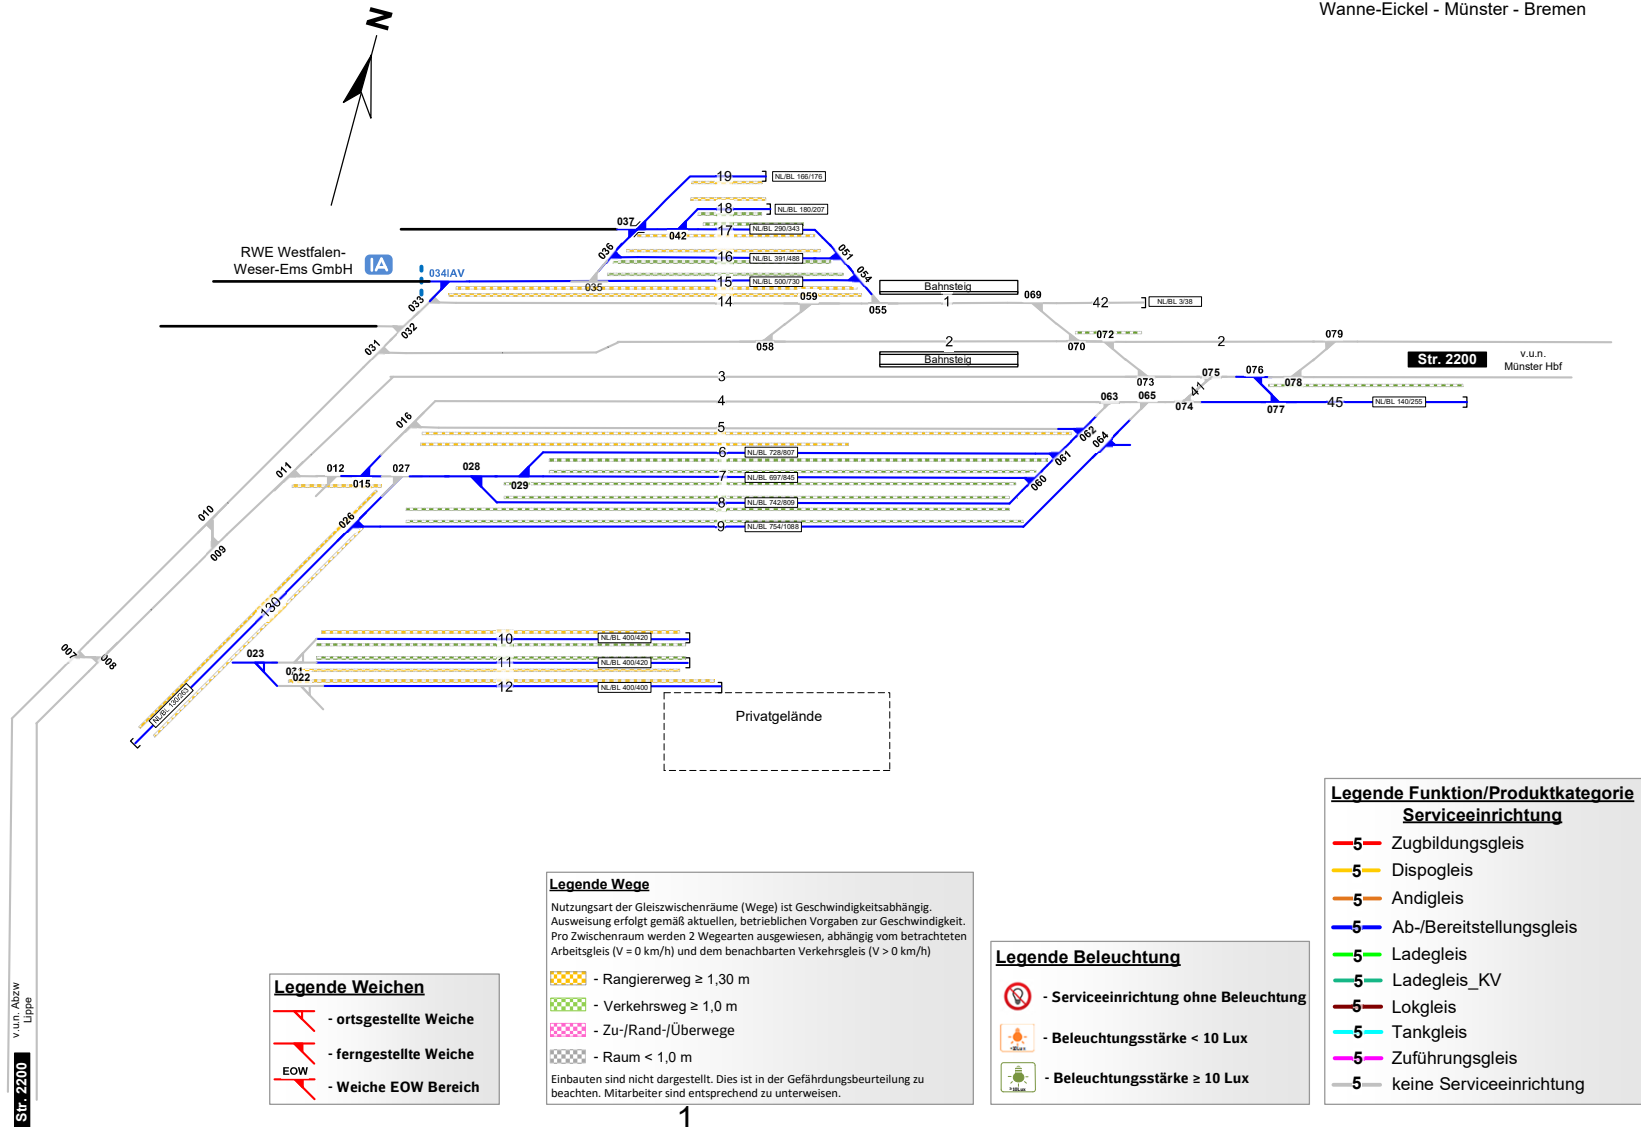 Wanne-Eickel - Münster - Bremen
N
19
NL/BL 166/176
18
NL/BL 180/207
037
042
17
NL/BL 290/343
036
051
16
NL/BL 391/488
RWE Westfalen-
Weser-Ems GmbH
IA
034IAV
054
15
NL/BL 500/730
035
033
14
059
055
Bahnsteig
1
069
42
NL/BL 3/38
032
031
058
2
070
072
2
079
Bahnsteig
Str. 2200
v.u.n.
Münster Hbf
3
073
075
076
078
41
4
063
065
074
077
45
NL/BL 140/255
016
5
062
064
6
NL/BL 728/807
061
011
012
015
027
028
029
7
NL/BL 697/845
060
8
NL/BL 742/809
010
026
9
NL/BL 754/1088
009
130
007
008
NL/BL 130/263
10
NL/BL 400/420
023
11
NL/BL 400/420
022
12
NL/BL 400/400
Privatgelände
v.u.n. Abzw
Lippe
Str. 2200
Legende Weichen
- ortsgestellte Weiche
- ferngestellte Weiche
EOW
- Weiche EOW Bereich
Legende Wege
Nutzungsart der Gleiszwischenräume (Wege) ist Geschwindigkeitsabhängig.
Ausweisung erfolgt gemäß aktuellen, betrieblichen Vorgaben zur Geschwindigkeit.
Pro Zwischenraum werden 2 Wegearten ausgewiesen, abhängig vom betrachteten
Arbeitsgleis (V = 0 km/h) und dem benachbarten Verkehrsgleis (V > 0 km/h)
- Rangiererweg ≥ 1,30 m
- Verkehrsweg ≥ 1,0 m
- Zu-/Rand-/Überwege
- Raum < 1,0 m
Einbauten sind nicht dargestellt. Dies ist in der Gefährdungsbeurteilung zu
beachten. Mitarbeiter sind entsprechend zu unterweisen.
1
Legende Beleuchtung
- Serviceeinrichtung ohne Beleuchtung
- Beleuchtungsstärke < 10 Lux
- Beleuchtungsstärke ≥ 10 Lux
Legende Funktion/Produktkategorie
Serviceeinrichtung
5 Zugbildungsgleis
5 Dispogleis
5 Andigleis
5 Ab-/Bereitstellungsgleis
5 Ladegleis
5 Ladegleis_KV
5 Lokgleis
5 Tankgleis
5 Zuführungsgleis
5 keine Serviceeinrichtung